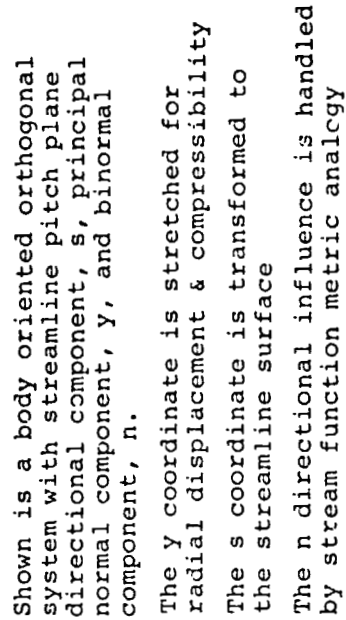 Shown is a body oriented orthogonal
system with streamline pitch plane
directional component, s, principal
normal component, y, and binormal
component, n.
The y coordinate is stretched for
radial displacement & compressibility
The s coordinate is transformed to
the streamline surface
The n directional influence is handled
by stream function metric analogy